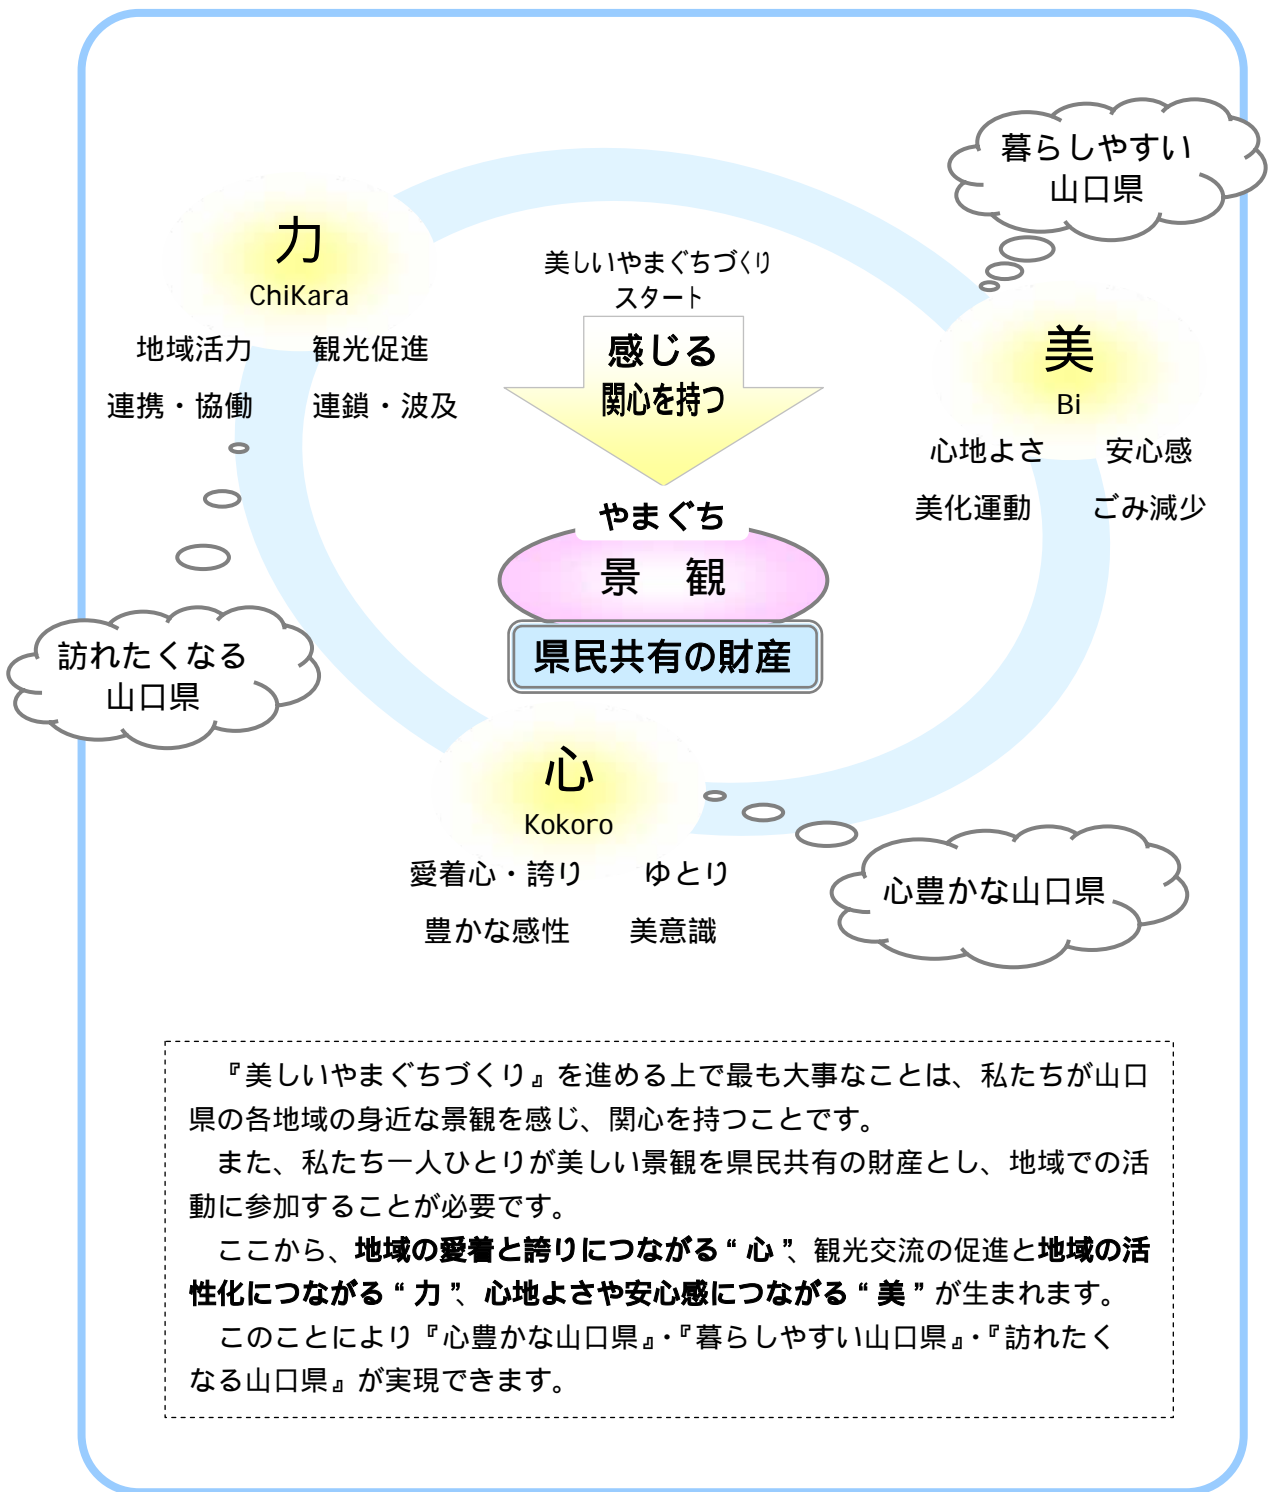 暮らしやすい
山口県
力
ChiKara
地域活力 観光促進
連携・協働 連鎖・波及
美しいやまぐちづくり
スタート
感じる
関心を持つ
美
Bi
心地よさ 安心感
美化運動 ごみ減少
やまぐち
景 観
県民共有の財産
訪れたくなる
山口県
心
Kokoro
愛着心・誇り ゆとり
豊かな感性 美意識
心豊かな山口県
『美しいやまぐちづくり』を進める上で最も大事なことは、私たちが山口
県の各地域の身近な景観を感じ、関心を持つことです。
また、私たち一人ひとりが美しい景観を県民共有の財産とし、地域での活
動に参加することが必要です。
ここから、地域の愛着と誇りにつながる“心”、観光交流の促進と地域の活
性化につながる“力”、心地よさや安心感につながる“美”が生まれます。
このことにより『心豊かな山口県』・『暮らしやすい山口県』・『訪れたく
なる山口県』が実現できます。